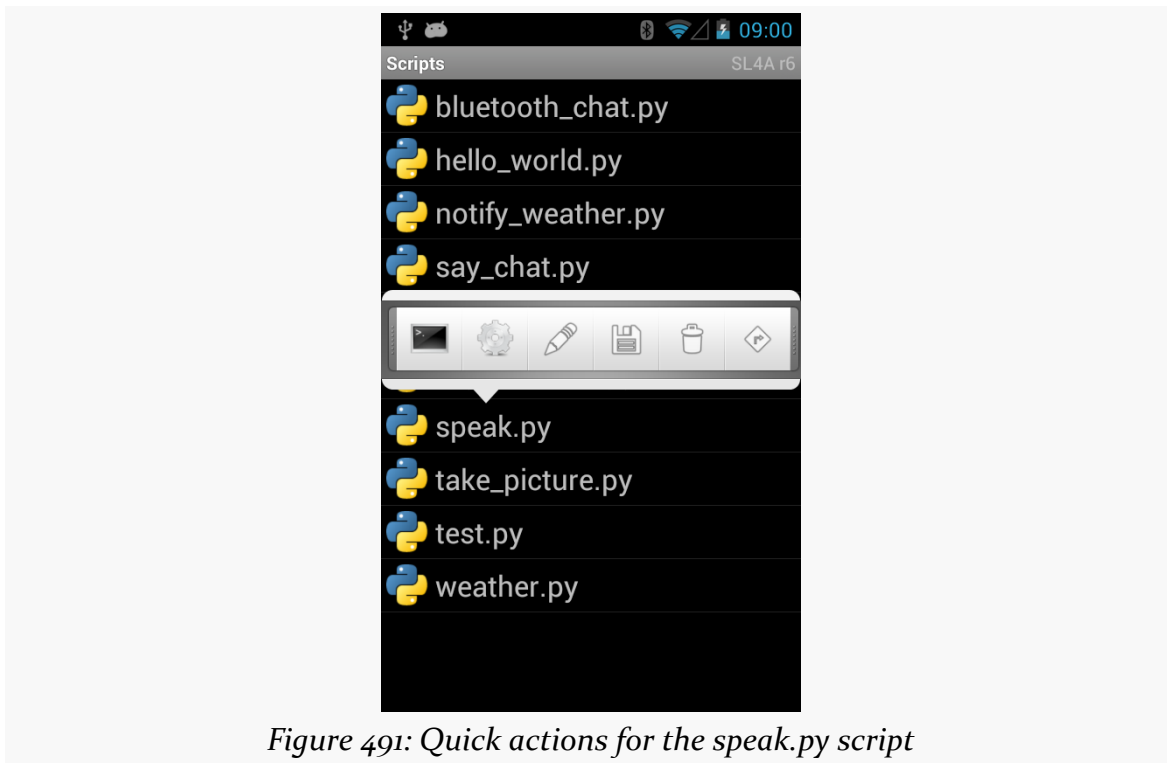 09:00
Scripts SL4A r6
bluetooth_chat.py
hello_world.py
notify_weather.py
say_chat.py
>.
speak.py
take_picture.py
test.py
weather.py
Figure 491: Quick actions for the speak.py script